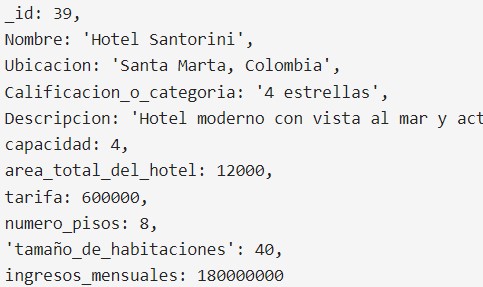 _id: 39,
Nombre: 'Hotel Santorini',
Ubicacion: 'Santa Marta, Colombia',
Calificacion_o_categoria: '4 estrellas',
Descripcion: 'Hotel moderno con vista al mar y act
capacidad: 4,
area_total_del_hotel: 12000,
tarifa: 600000,
numero_pisos: 8,
'tamaño_de_habitaciones': 40,
ingresos_mensuales: 180000000